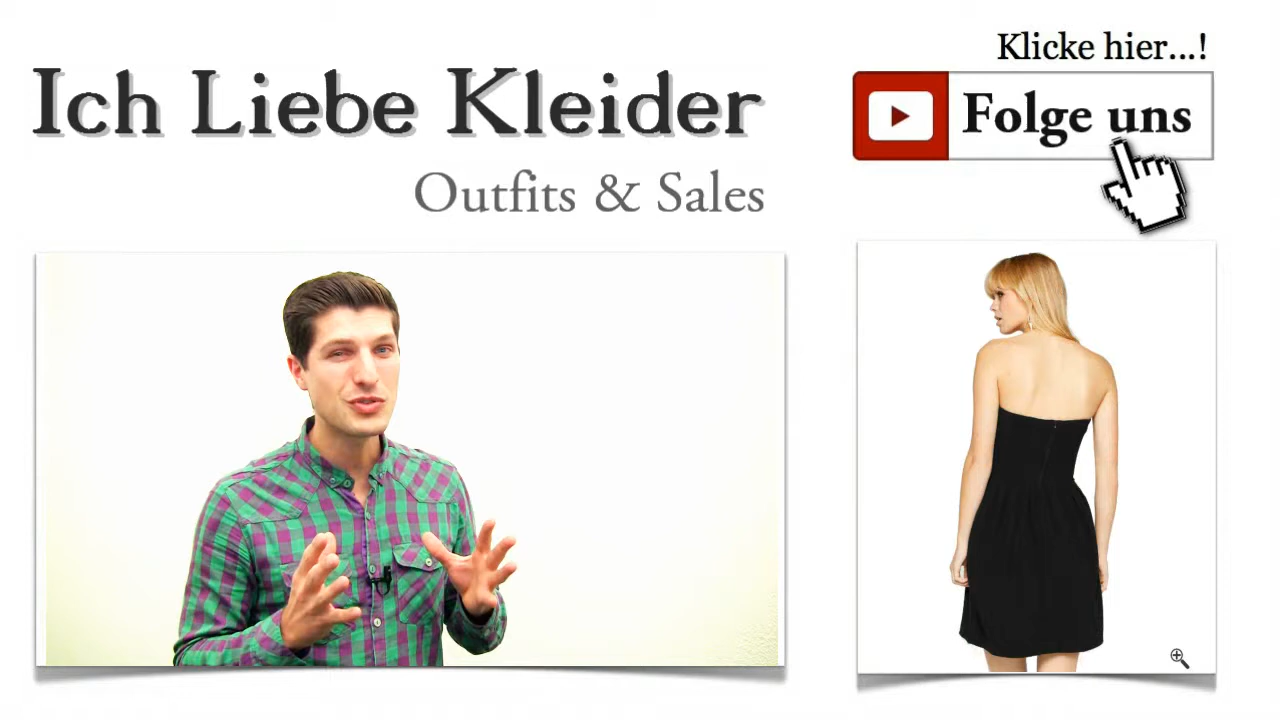 Ich Liebe Kleider
Outfits & Sales
Klicke hier...!
Folge uns